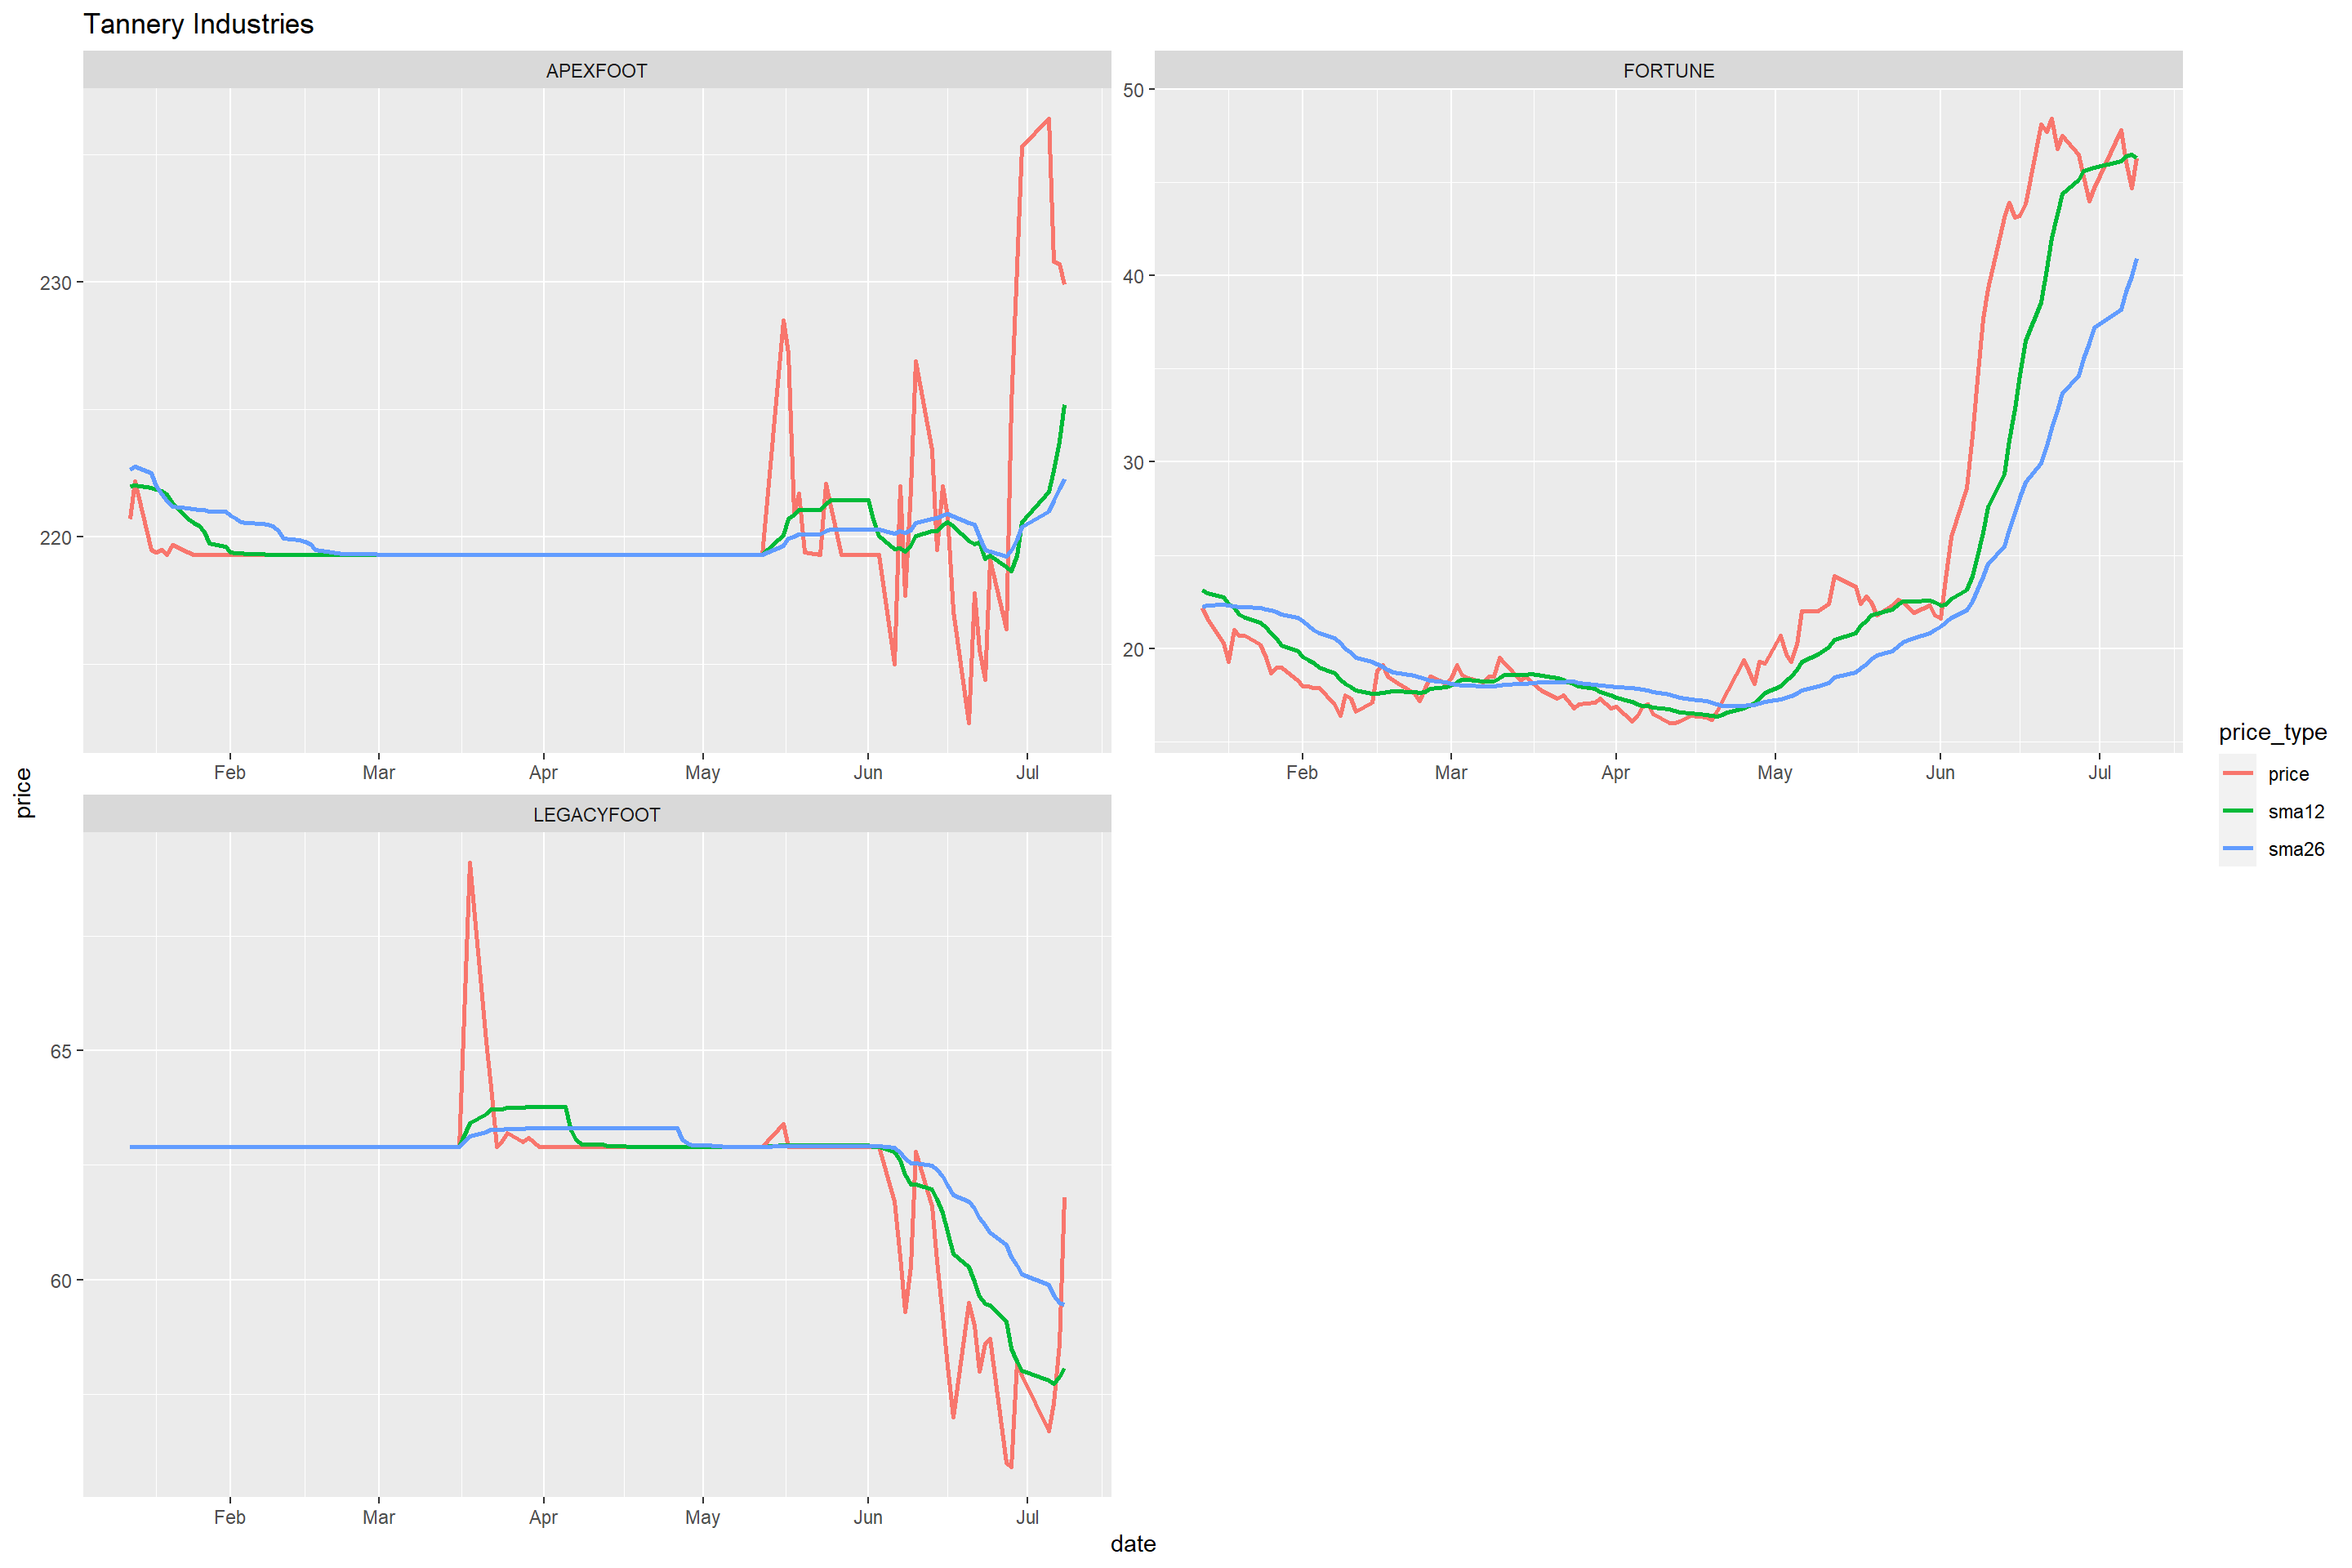 Tannery Industries
APEXFOOT
230
220
Feb Mar Apr May Jun Jul
FORTUNE
50
40
30
20
Feb Mar Apr May Jun Jul
LEGACYFOOT
65
60
Feb Mar Apr May Jun Jul
price
date
price_type
price
sma12
sma26